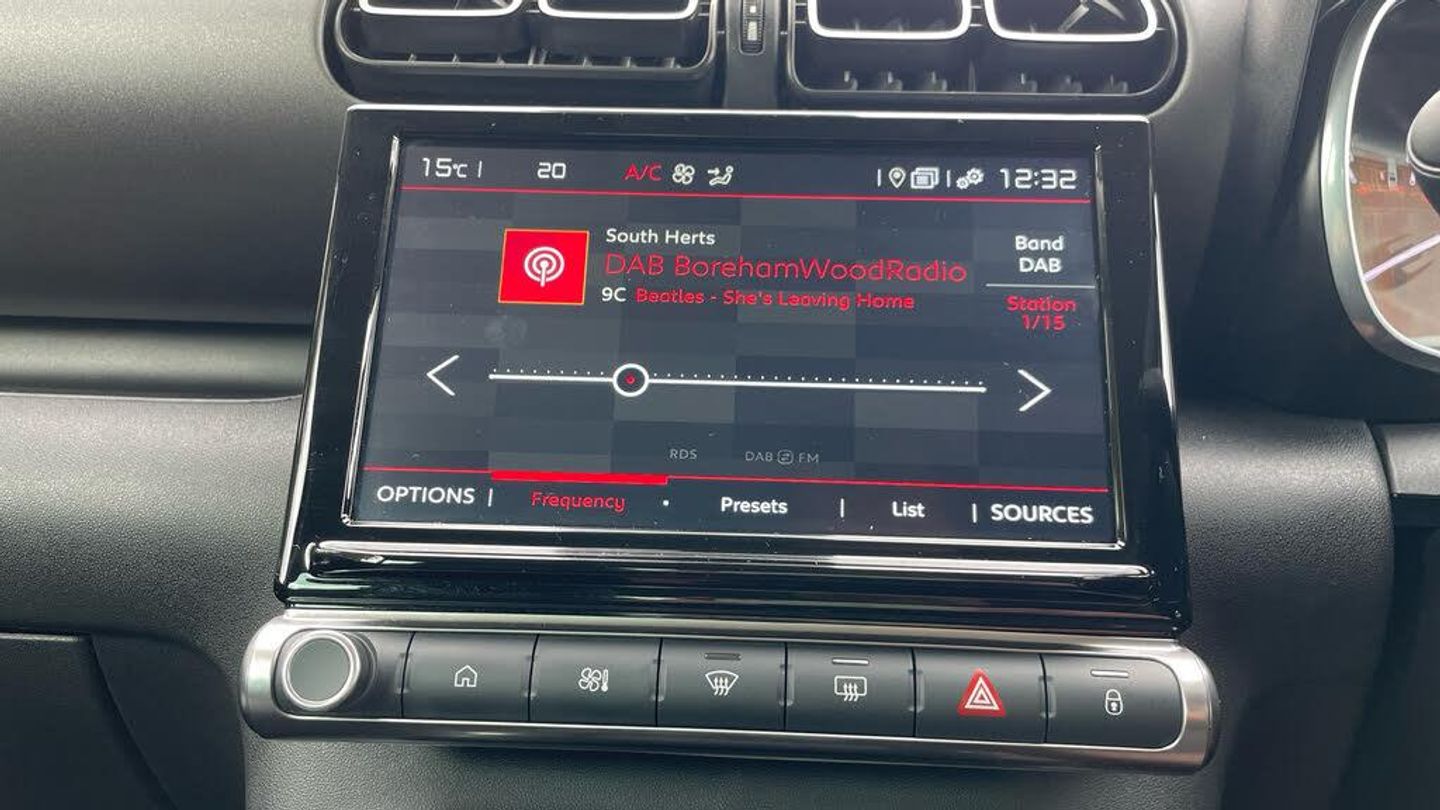 15°C | 20 A/C 12:32
South Herts
DAB BorehamWoodRadio
9C Beatles - She's Leaving Home
Band
DAB
Station
1/15
RDS DAB FM
OPTIONS | Frequency • Presets | List | SOURCES